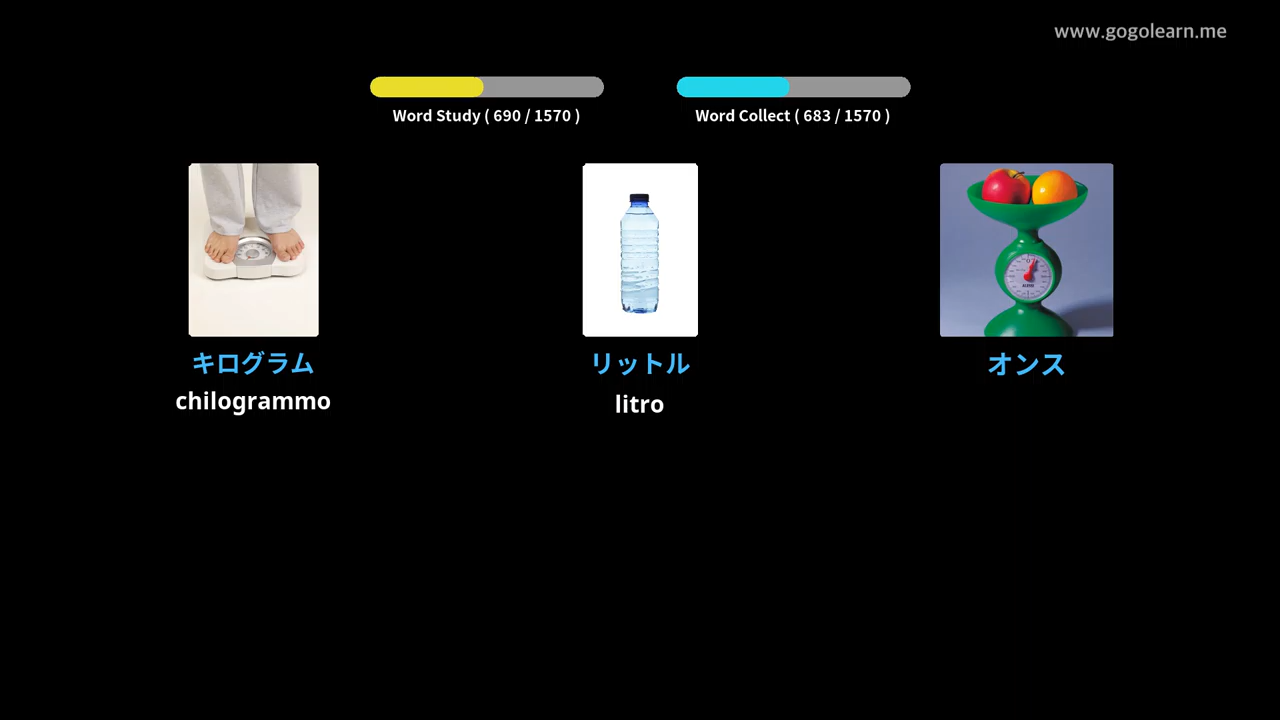 www.gogolearn.me
Word Study ( 690 / 1570 )
Word Collect ( 683 / 1570 )
キログラム
chilogrammo
リットル
litro
オンス